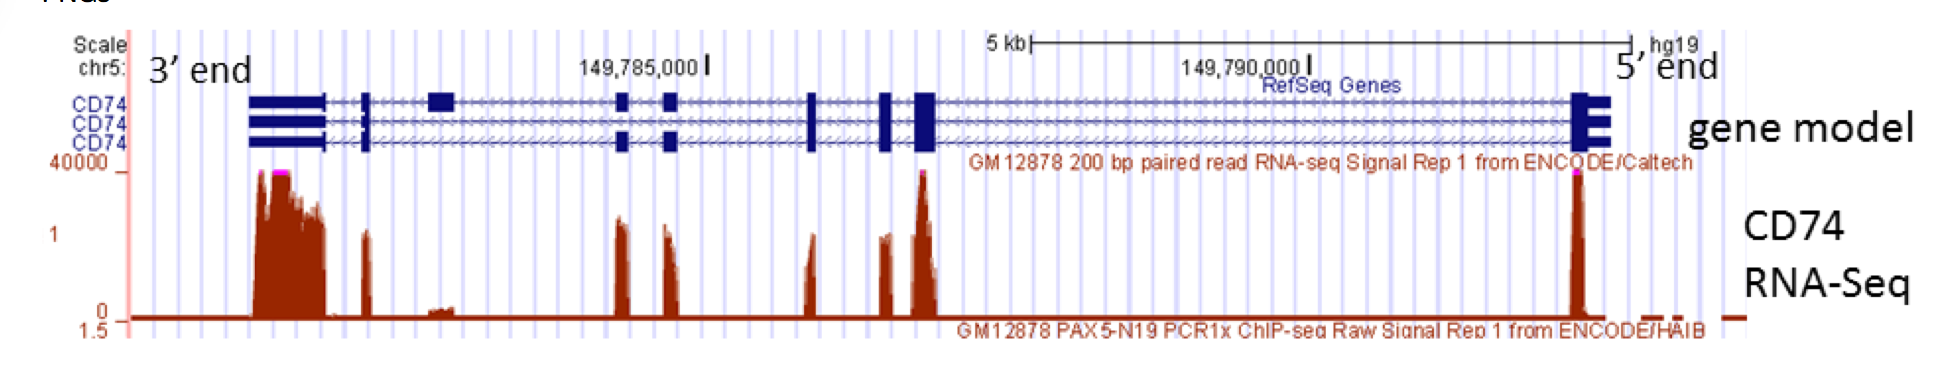 Scale 5 kb hg19
chr5: 149,785,000 149,790,000
3’ end 5’ end
RefSeq Genes
CD74
CD74
CD74
gene model
40000 GM12878 200 bp paired read RNA-seq Signal Rep 1 from ENCODE/Caltech
CD74
1
RNA-Seq
0
1.5 GM12878 PAX5-N19 PCR1x ChIP-seq Raw Signal Rep 1 from ENCODE/HAIB